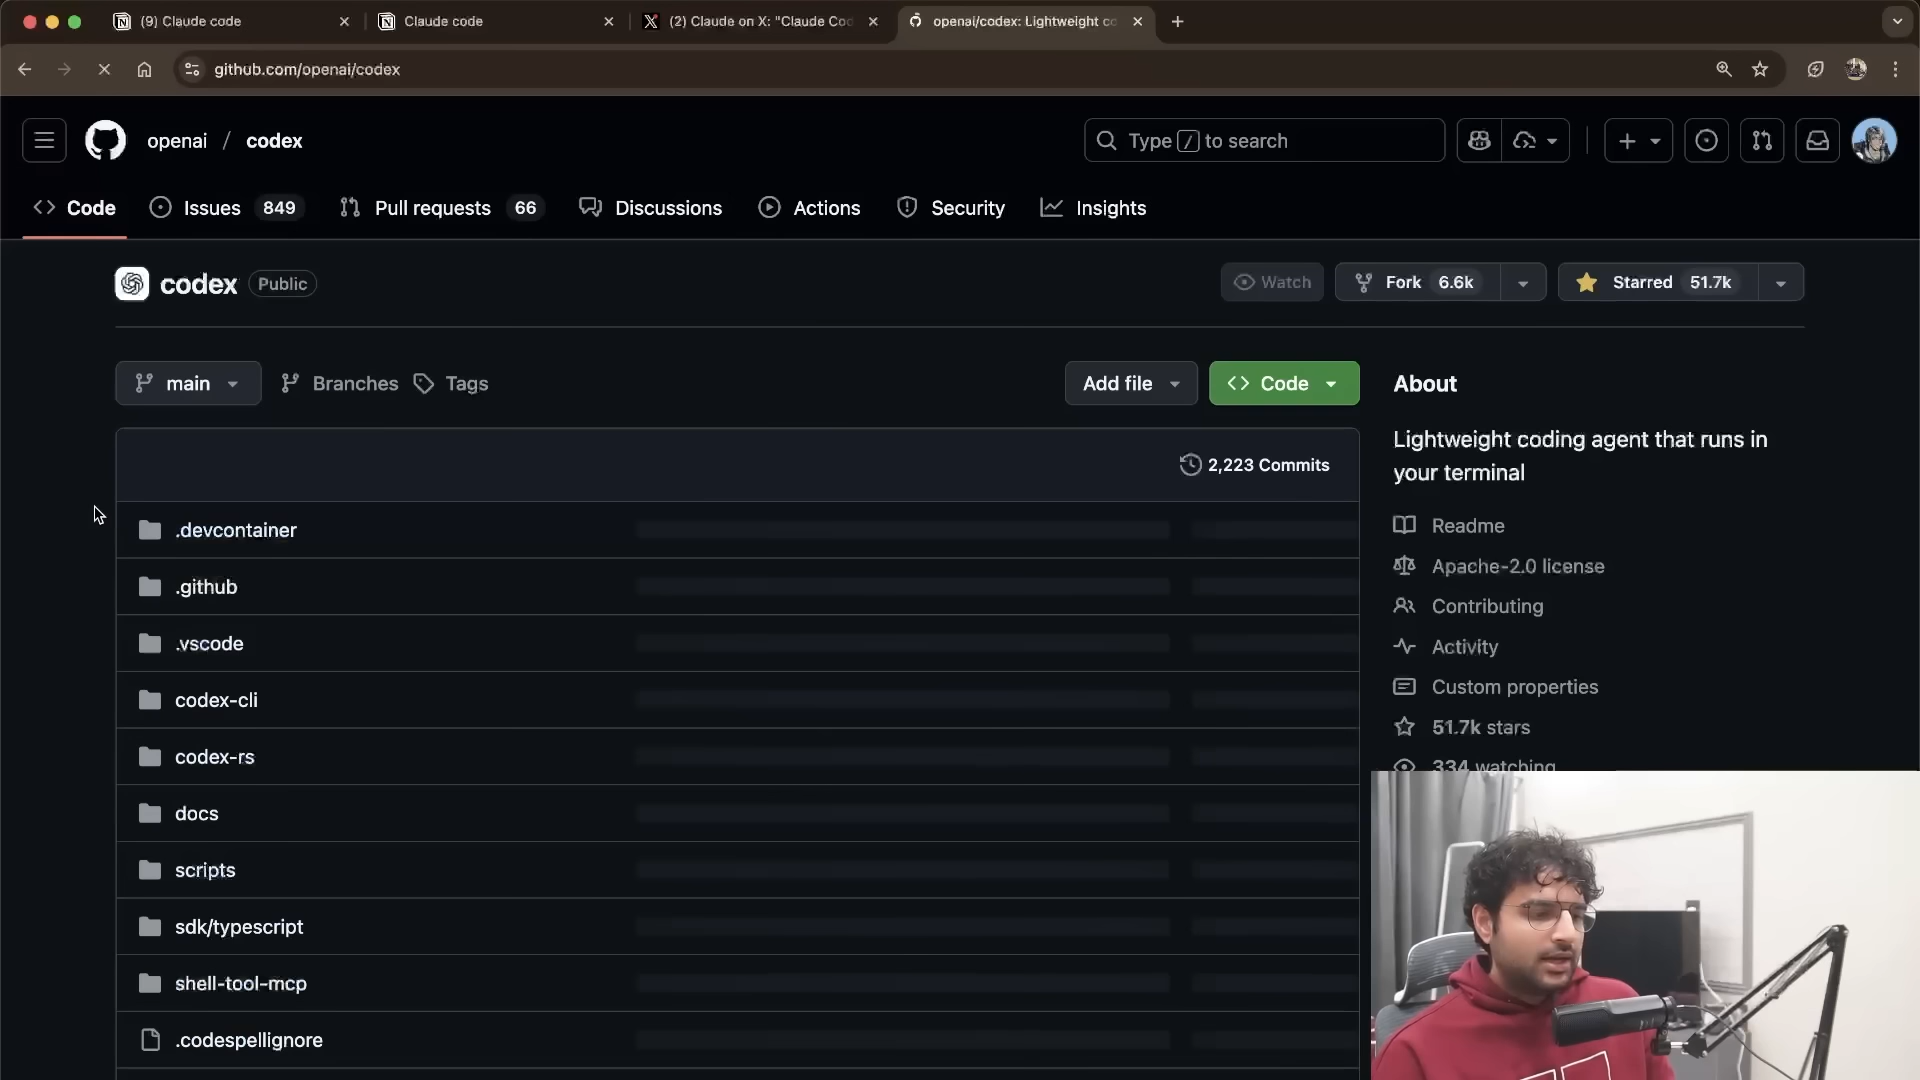 (9) Claude code
Claude code
(2) Claude on X: "Claude Cod
openai/codex: Lightweight co
github.com/openai/codex
openai / codex
Type / to search
Code
Issues 849
Pull requests 66
Discussions
Actions
Security
Insights
codex Public
Watch
Fork 6.6k
Starred 51.7k
main
Branches
Tags
Add file
Code
2,223 Commits
.devcontainer
.github
.vscode
codex-cli
codex-rs
docs
scripts
sdk/typescript
shell-tool-mcp
.codespellignore
About
Lightweight coding agent that runs in
your terminal
Readme
Apache-2.0 license
Contributing
Activity
Custom properties
51.7k stars
334 watching